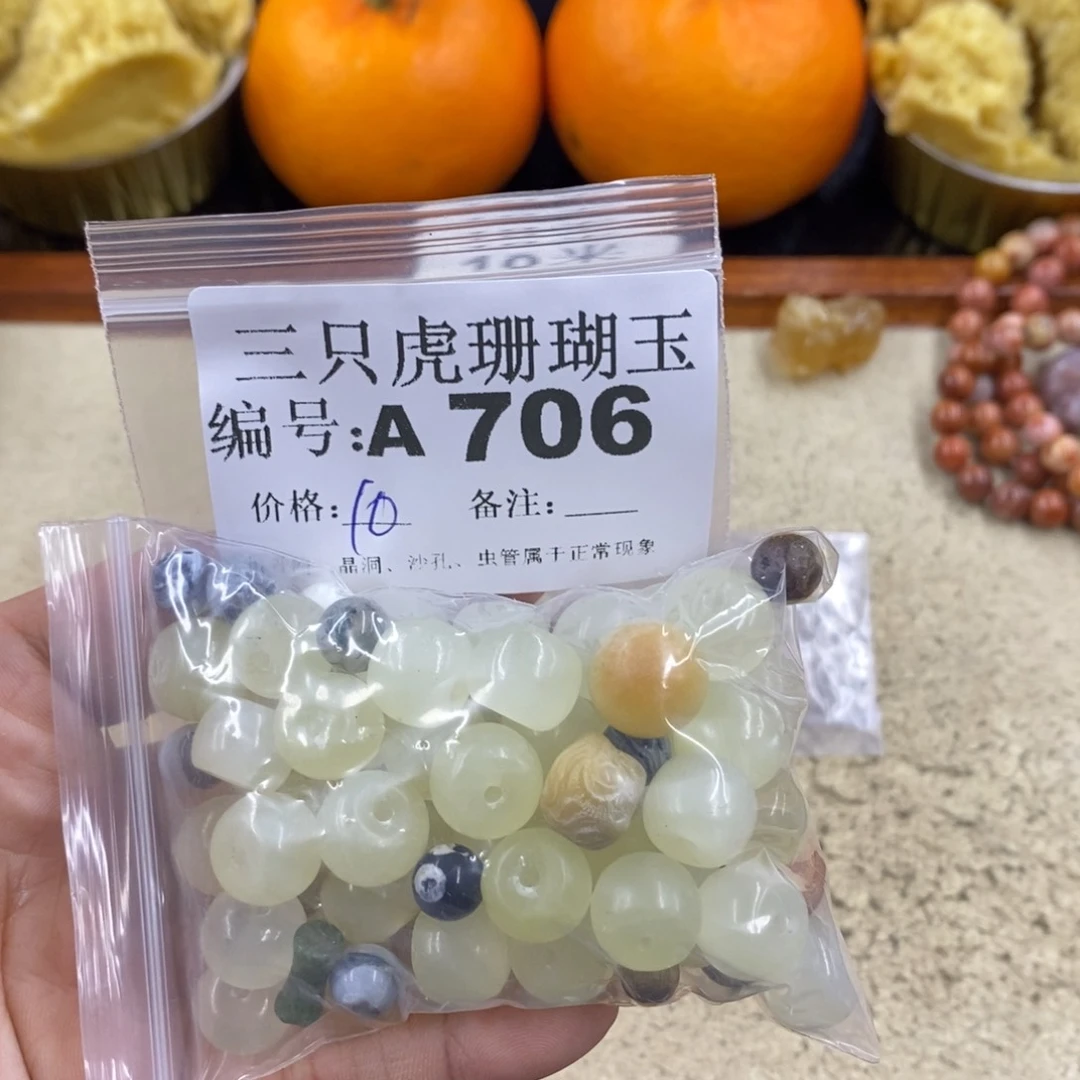 10米
三只虎珊瑚玉
编号:A 706
价格:10 备注:___
晶洞、沙孔、虫管属于正常现象